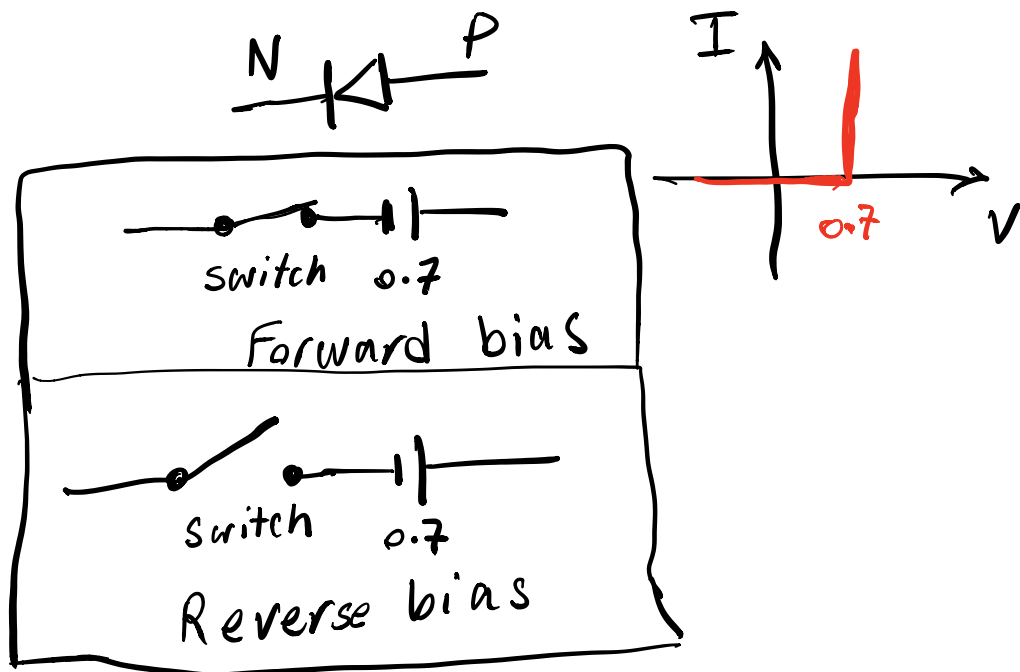 N P
I
V
0.7
switch 0.7
Forward bias
switch 0.7
Reverse bias